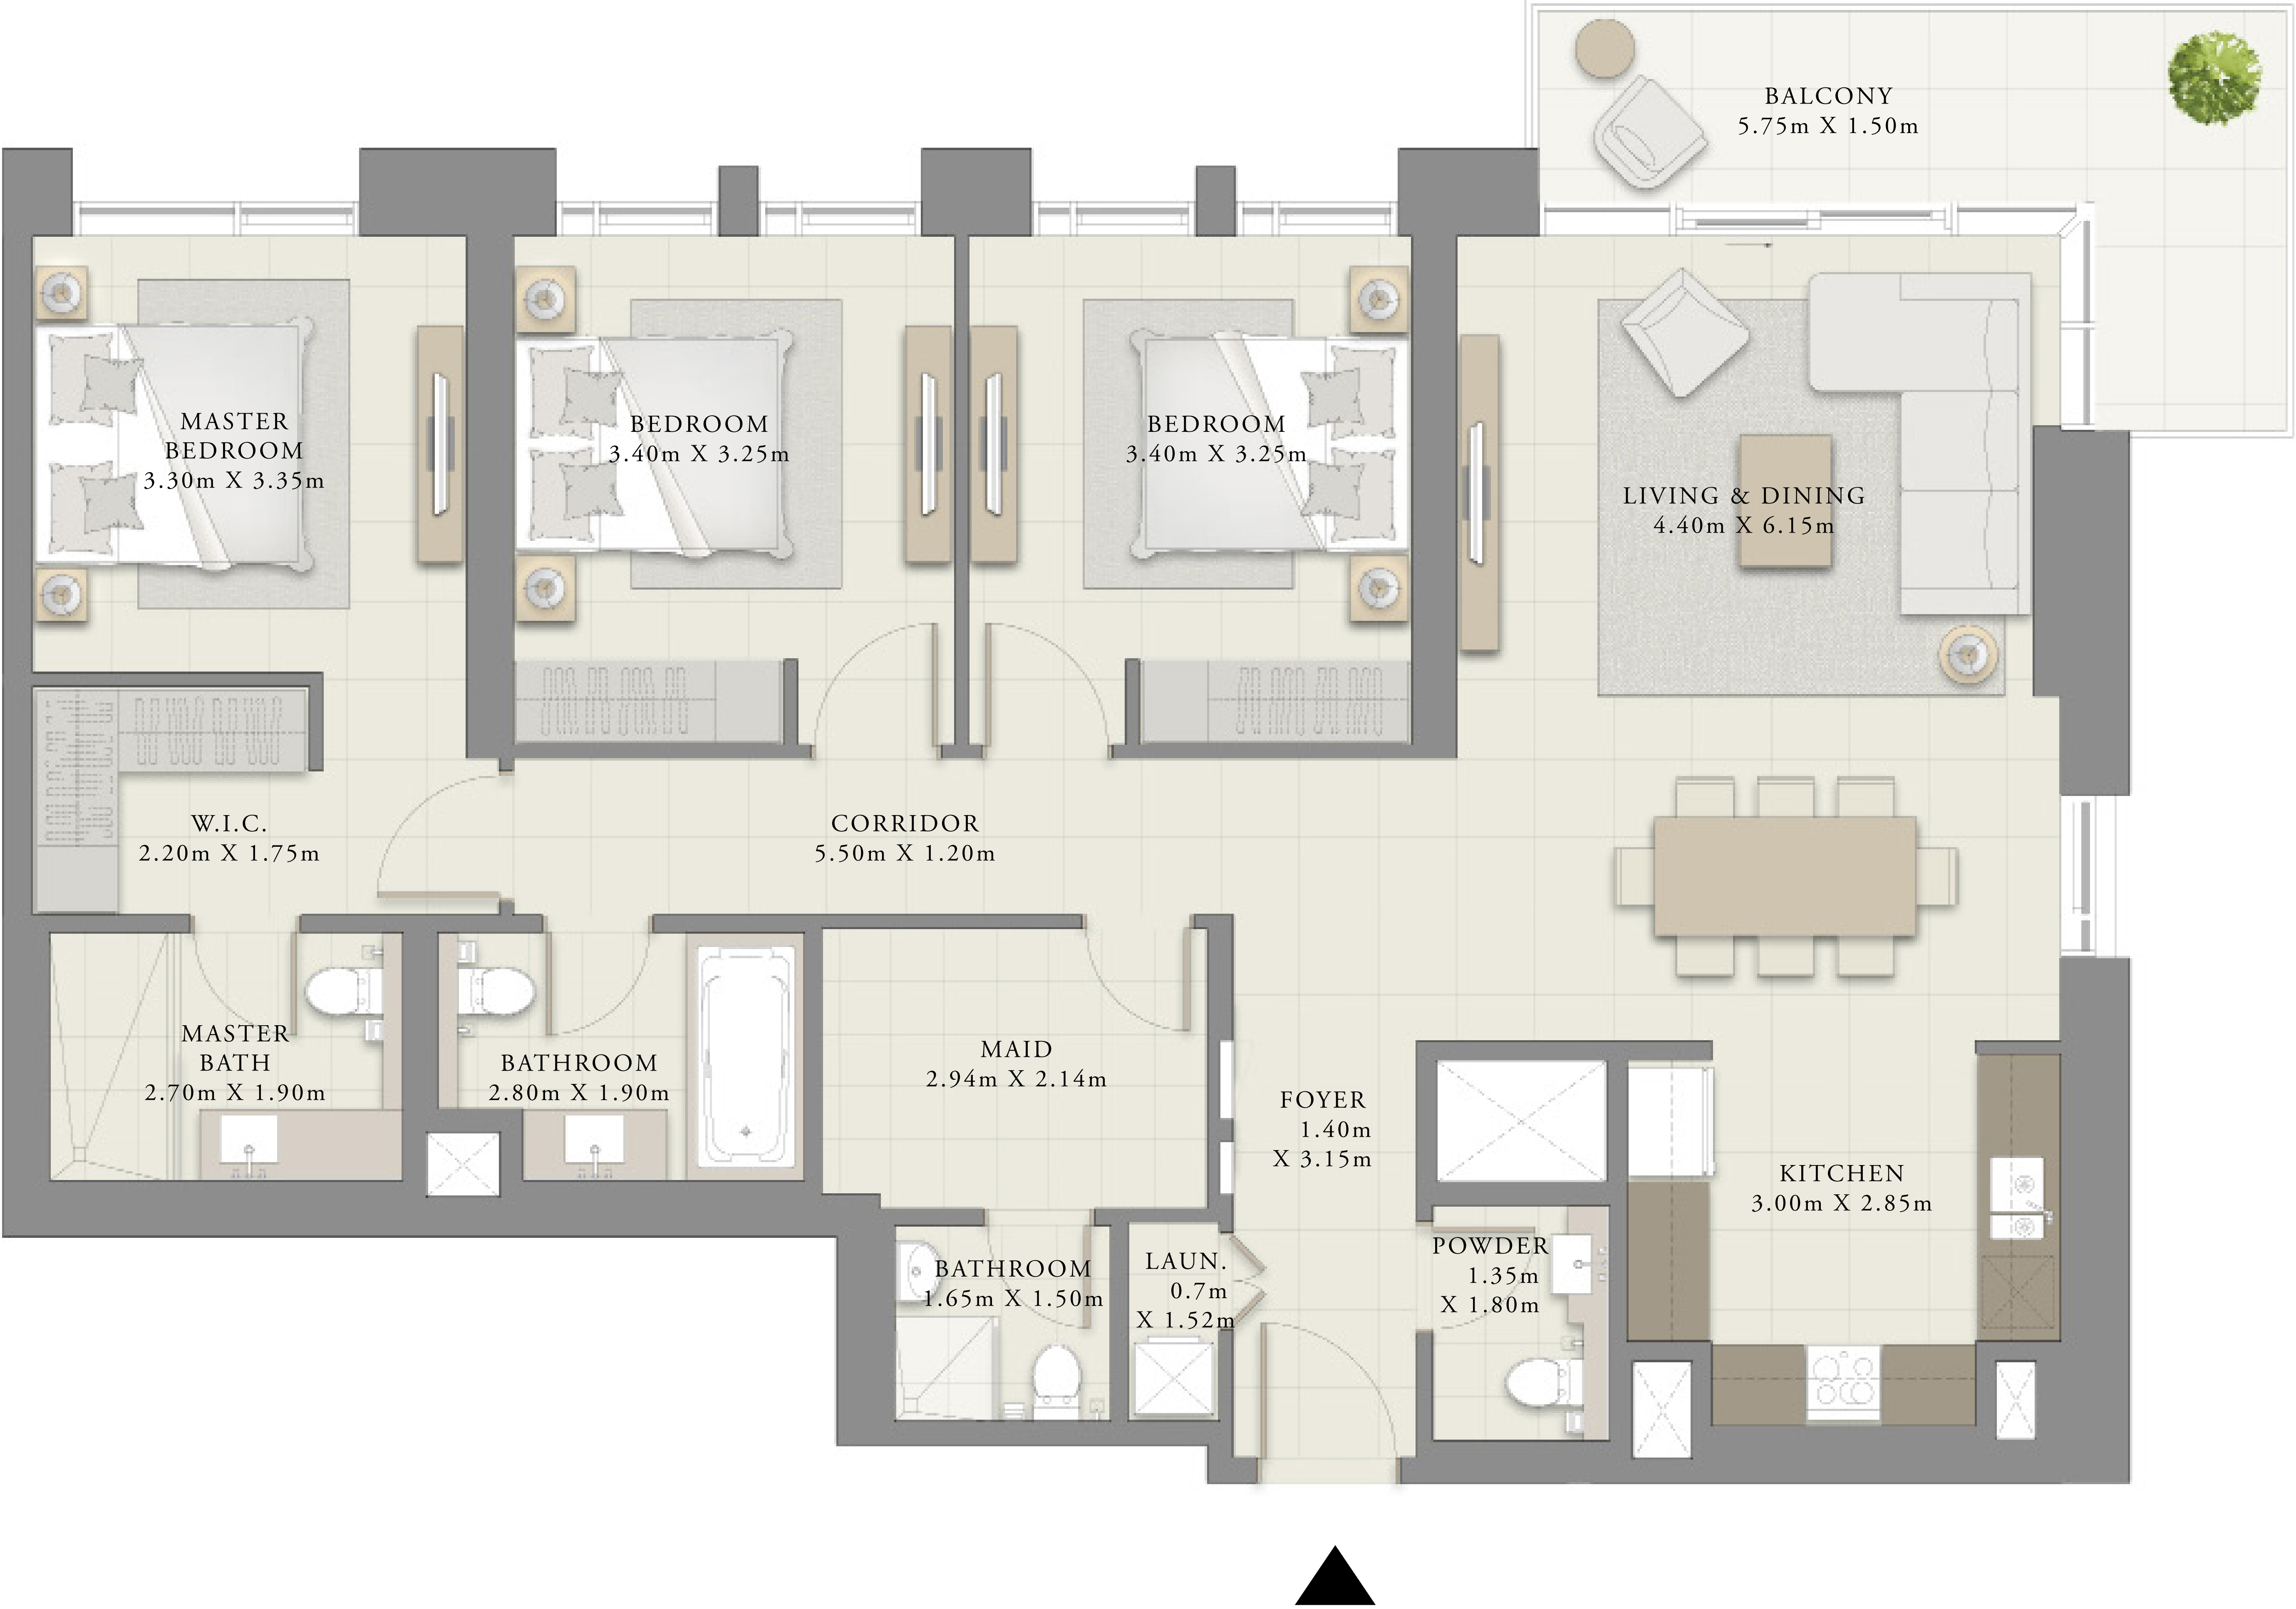 BALCONY
5.75m X 1.50m
MASTER
BEDROOM
3.30m X 3.35m
BEDROOM
3.40m X 3.25m
BEDROOM
3.40m X 3.25m
LIVING & DINING
4.40m X 6.15m
W.I.C.
2.20m X 1.75m
CORRIDOR
5.50m X 1.20m
MASTER
BATH
2.70m X 1.90m
BATHROOM
2.80m X 1.90m
MAID
2.94m X 2.14m
FOYER
1.40m
X 3.15m
KITCHEN
3.00m X 2.85m
BATHROOM
1.65m X 1.50m
LAUN.
0.7m
X 1.52m
POWDER
1.35m
X 1.80m